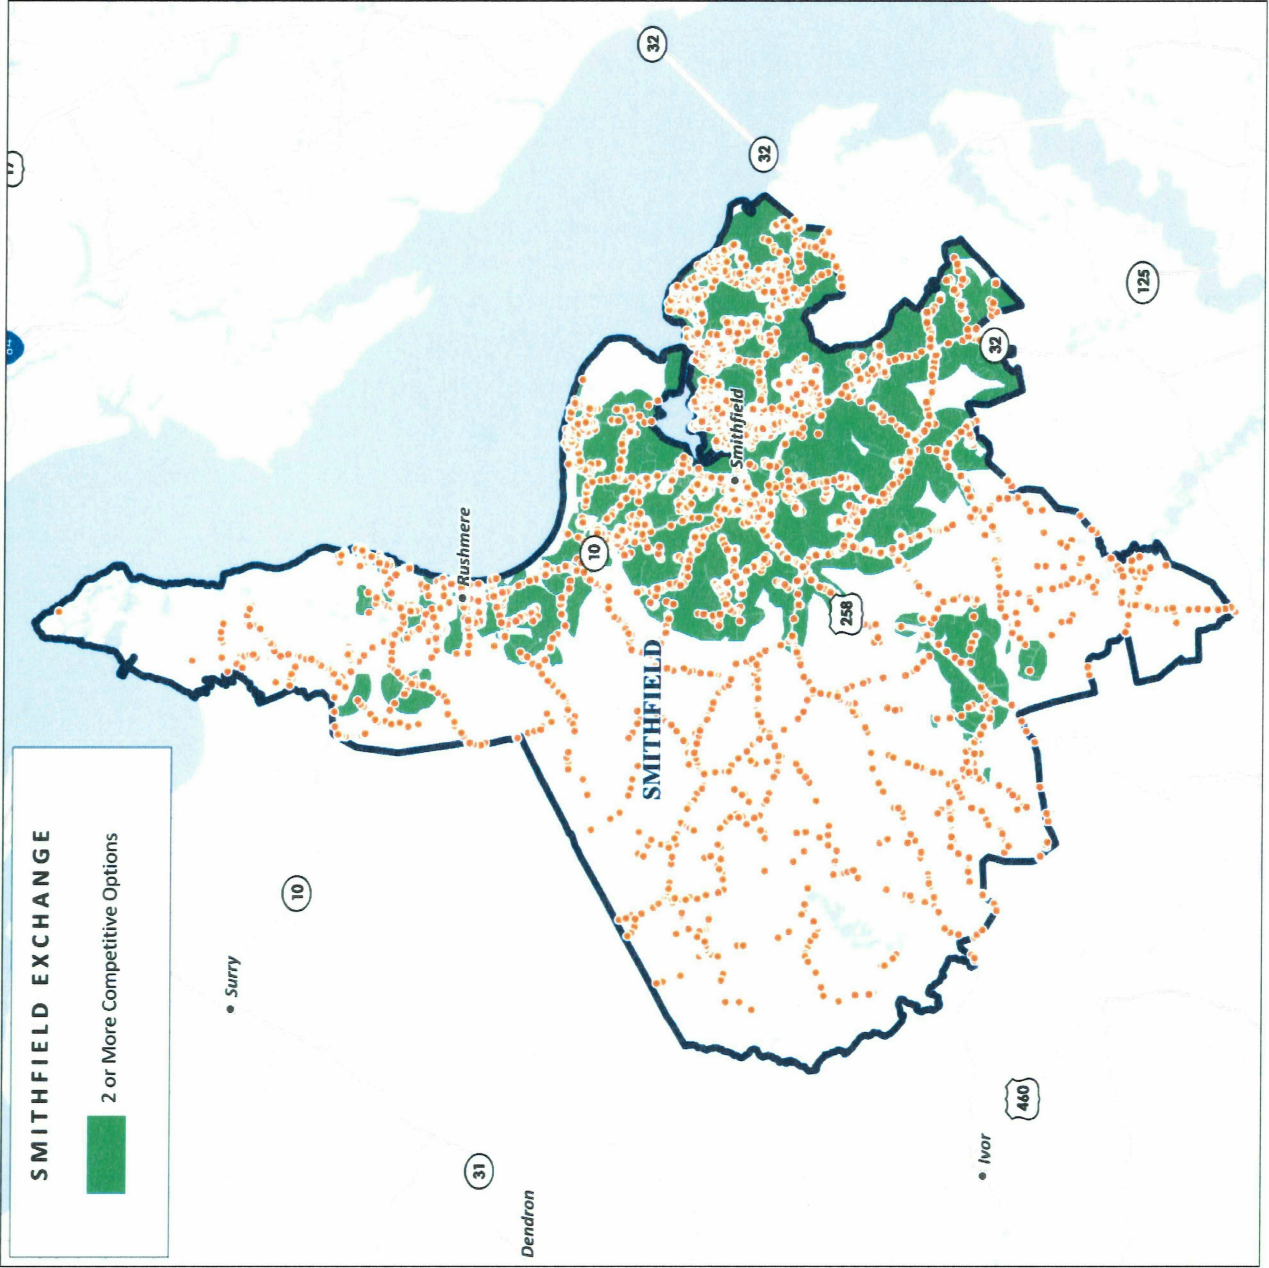 SMITHFIELD EXCHANGE
2 or More Competitive Options
Surry
10
31
Dendron
Ivor
460
SMITHFIELD
Rushmere
10
258
Smithfield
32
125
32
32